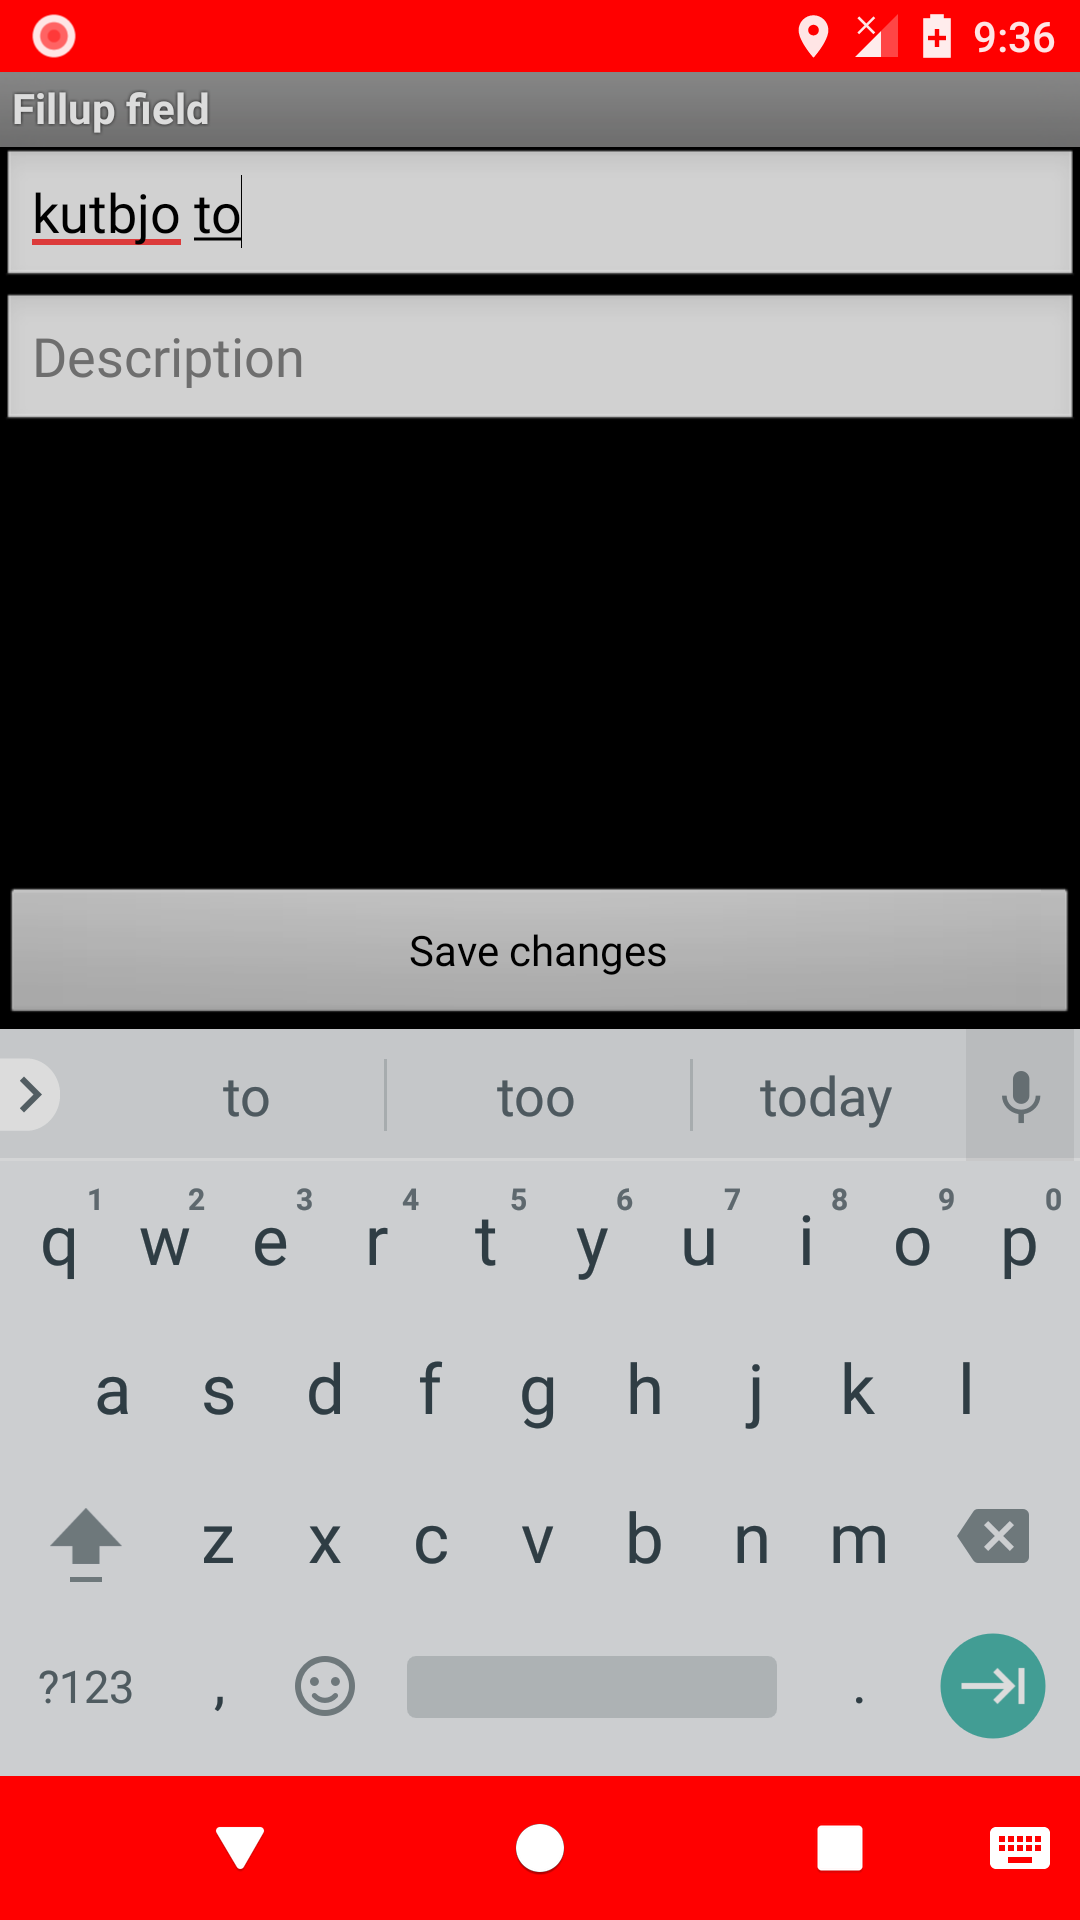 9:36
Fillup field
kutbjo to
Description
Save changes
to too today
1 2 3 4 5 6 7 8 9 0
q w e r t y u i o p
a s d f g h j k l
z x c v b n m
?123 , .